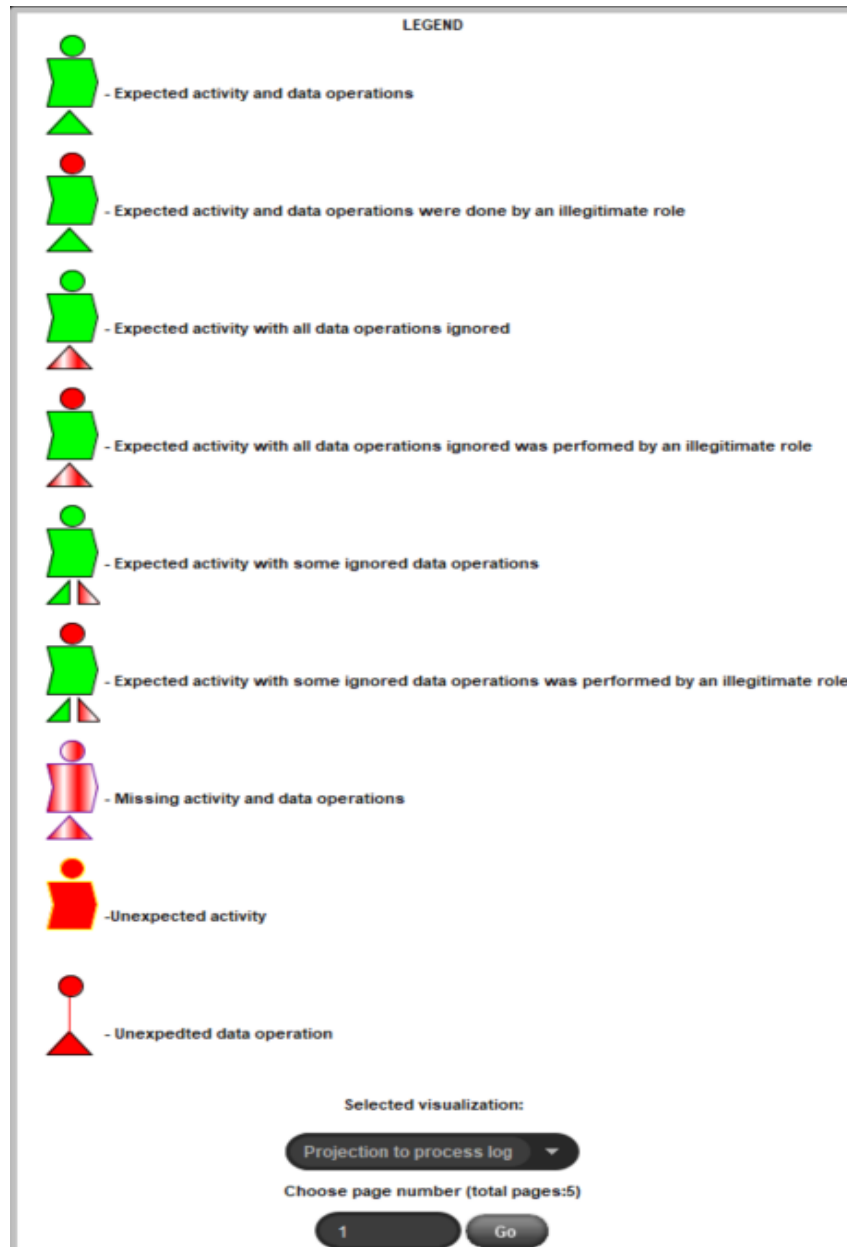 LEGEND
- Expected activity and data operations
- Expected activity and data operations were done by an illegitimate role
- Expected activity with all data operations ignored
- Expected activity with all data operations ignored was perfomed by an illegitimate role
- Expected activity with some ignored data operations
- Expected activity with some ignored data operations was performed by an illegitimate role
- Missing activity and data operations
-Unexpected activity
- Unexpedted data operation
Selected visualization:
Projection to process log
Choose page number (total pages:5)
1 Go